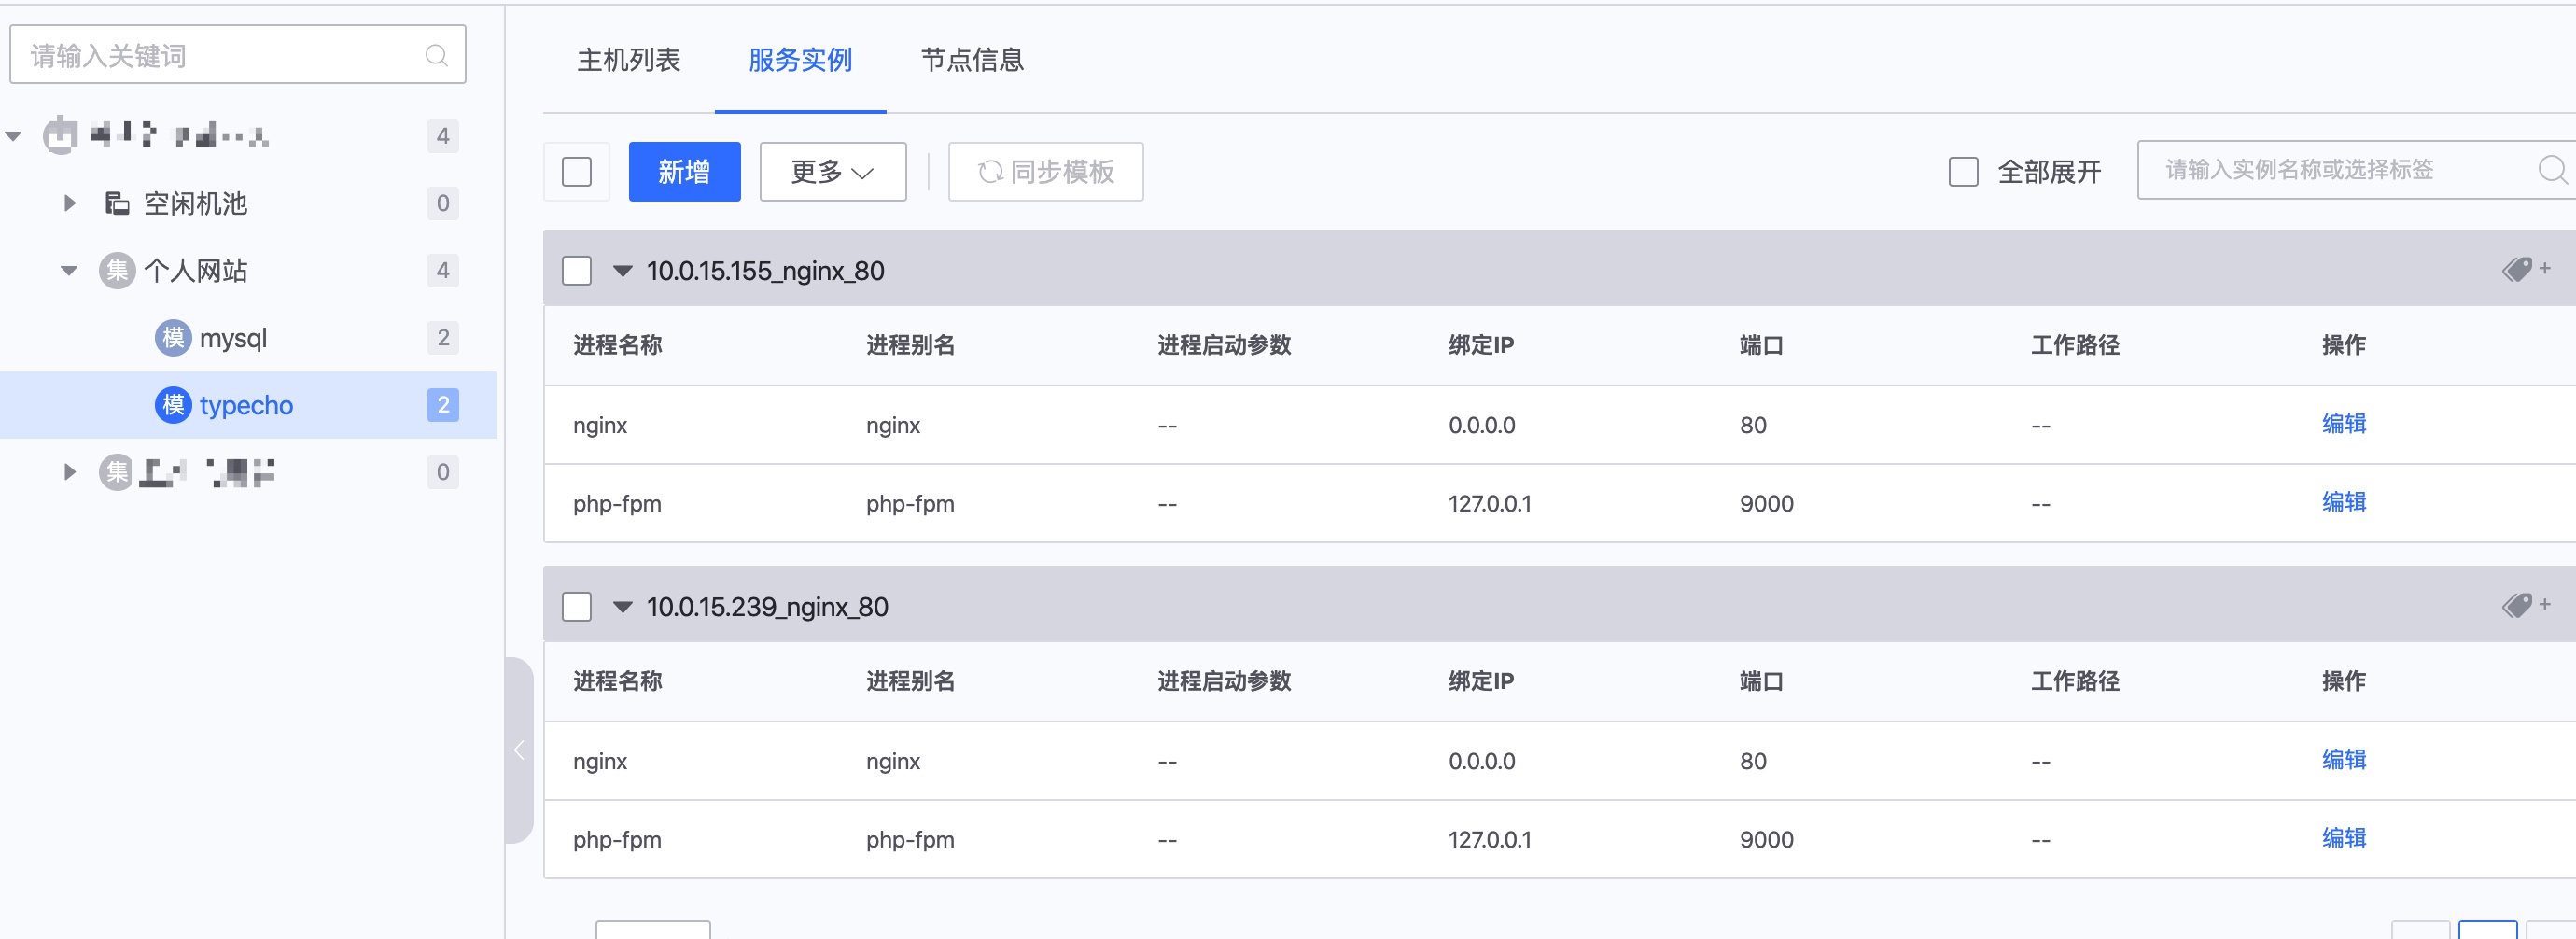 请输入关键词
4
空闲机池 0
集 个人网站 4
模 mysql 2
模 typecho 2
集 0
主机列表 服务实例 节点信息
新增 更多 同步模板 全部展开 请输入实例名称或选择标签
10.0.15.155_nginx_80 +
进程名称 进程别名 进程启动参数 绑定IP 端口 工作路径 操作
nginx nginx -- 0.0.0.0 80 -- 编辑
php-fpm php-fpm -- 127.0.0.1 9000 -- 编辑
10.0.15.239_nginx_80 +
进程名称 进程别名 进程启动参数 绑定IP 端口 工作路径 操作
nginx nginx -- 0.0.0.0 80 -- 编辑
php-fpm php-fpm -- 127.0.0.1 9000 -- 编辑